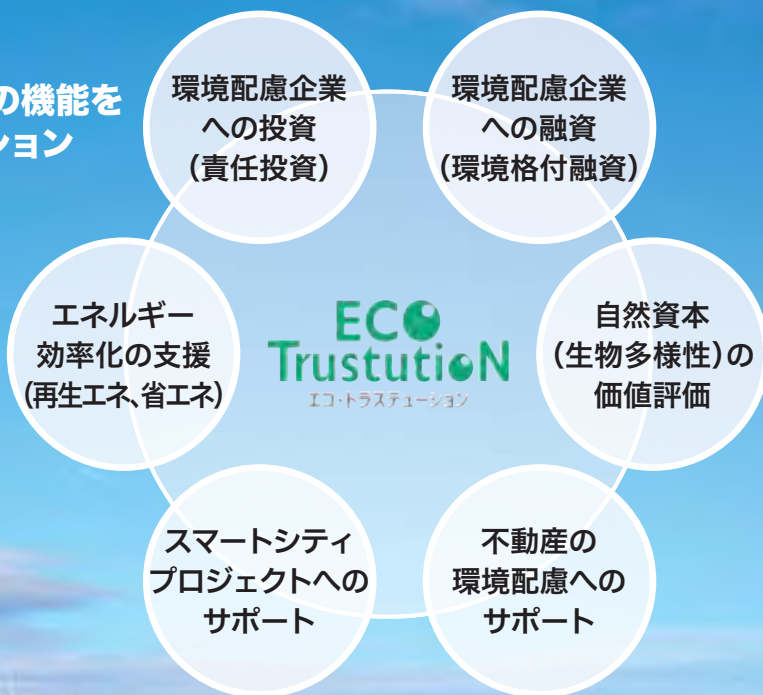 の機能を
ション
環境配慮企業
への投資
（責任投資）
環境配慮企業
への融資
（環境格付融資）
エネルギー
効率化の支援
（再生エネ、省エネ）
ECO
TrustutioN
エコ・トラステューション
自然資本
（生物多様性）の
価値評価
スマートシティ
プロジェクトへの
サポート
不動産の
環境配慮への
サポート